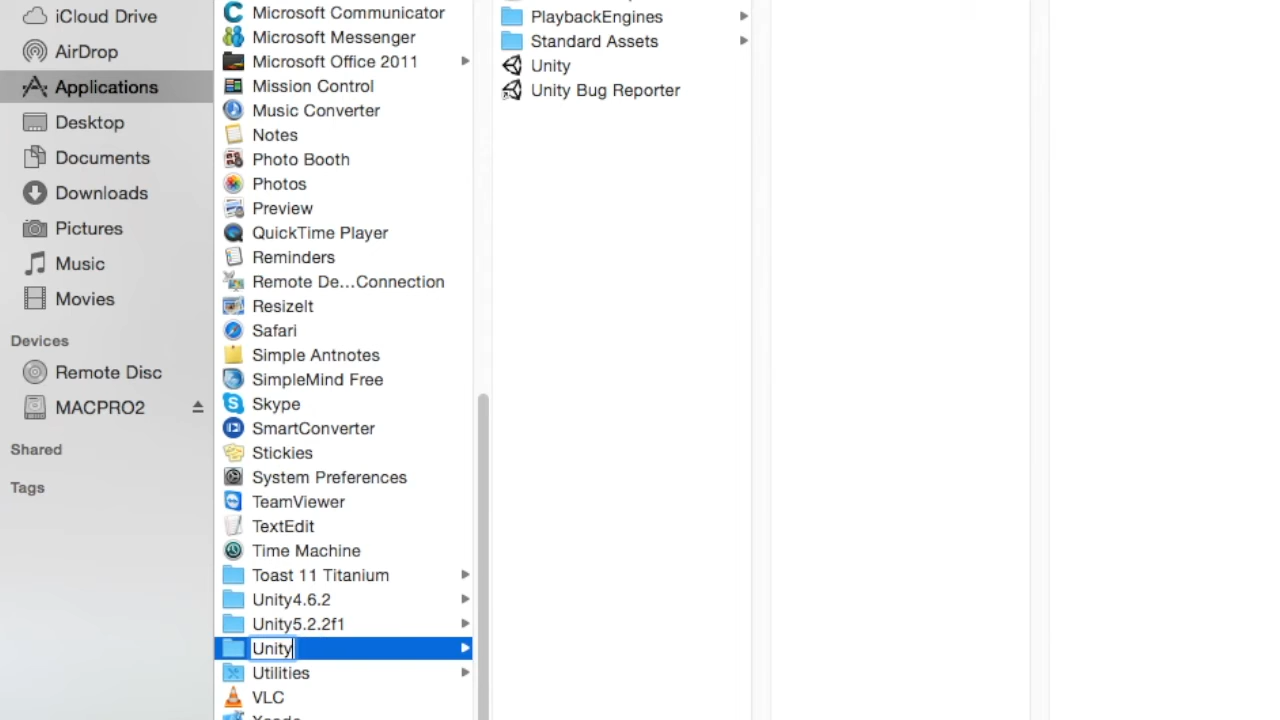 iCloud Drive
AirDrop
Applications
Desktop
Documents
Downloads
Pictures
Music
Movies
Devices
Remote Disc
MACPRO2
Shared
Tags
Microsoft Communicator
Microsoft Messenger
Microsoft Office 2011
Mission Control
Music Converter
Notes
Photo Booth
Photos
Preview
QuickTime Player
Reminders
Remote De...Connection
ResizeIt
Safari
Simple Antnotes
SimpleMind Free
Skype
SmartConverter
Stickies
System Preferences
TeamViewer
TextEdit
Time Machine
Toast 11 Titanium
Unity4.6.2
Unity5.2.2f1
Unity
Utilities
VLC
Xcode
PlaybackEngines
Standard Assets
Unity
Unity Bug Reporter